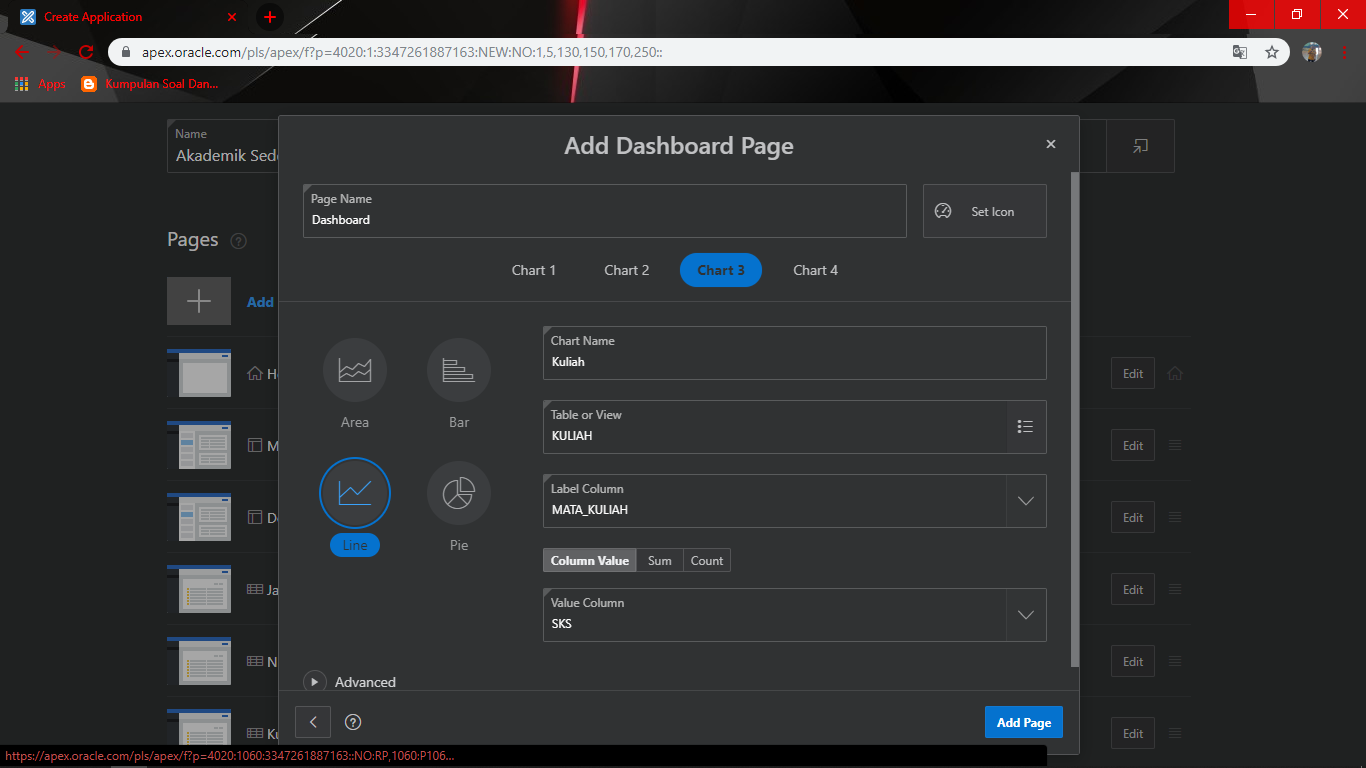 Create Application
apex.oracle.com/pls/apex/f?p=4020:1:3347261887163:NEW:NO:1,5,130,150,170,250::
Apps
Kumpulan Soal Dan...
Name
Akademik Sed
Add Dashboard Page
Page Name
Dashboard
Set Icon
Pages
?
Chart 1
Chart 2
Chart 3
Chart 4
Add
Area
Bar
Line
Pie
Chart Name
Kuliah
Table or View
KULIAH
Label Column
MATA_KULIAH
Column Value
Sum
Count
Value Column
SKS
H
Edit
M
Edit
D
Edit
Ja
Edit
N
Edit
Ku
Edit
Advanced
?
Add Page
https://apex.oracle.com/pls/apex/f?p=4020:1060:3347261887163::NO:RP,1060:P106...